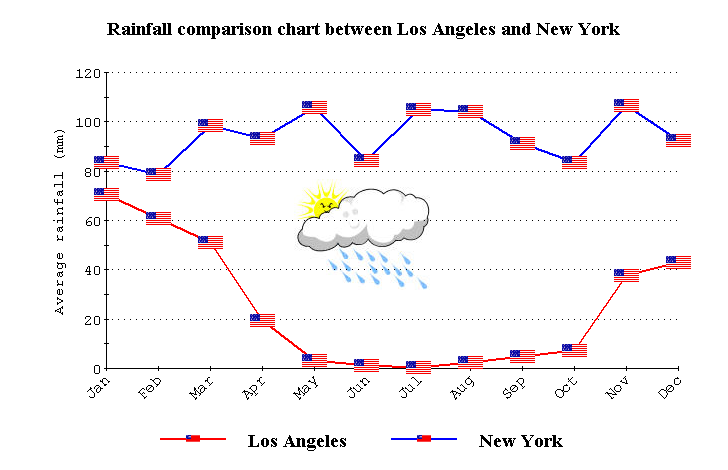 Rainfall comparison chart between Los Angeles and New York
Average rainfall (mm)
120
100
80
60
40
20
0
Jan Feb Mar Apr May Jun Jul Aug Sep Oct Nov Dec
Los Angeles New York